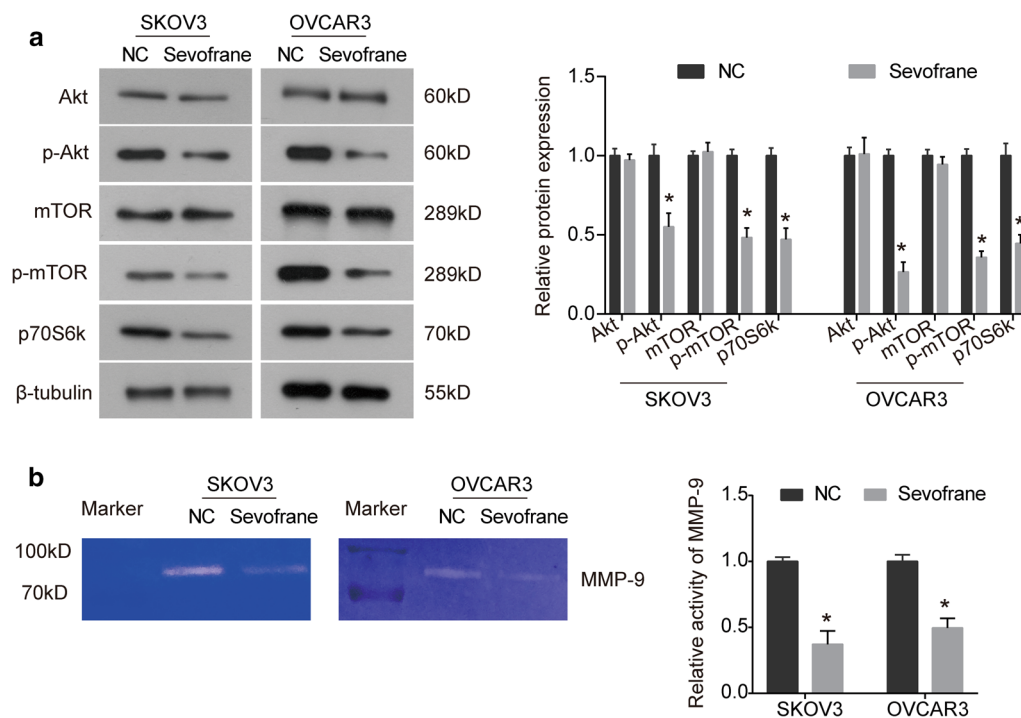 a
SKOV3 OVCAR3
NC Sevofrane NC Sevofrane
Akt 60kD
p-Akt 60kD
mTOR 289kD
p-mTOR 289kD
p70S6k 70kD
β-tubulin 55kD
NC Sevofrane
Relative protein expression
1.5
1.0
0.5
0.0
* * * * * *
Akt p-Akt mTOR p-mTOR p70S6k Akt p-Akt mTOR p-mTOR p70S6k
SKOV3 OVCAR3
b
SKOV3 OVCAR3
Marker NC Sevofrane Marker NC Sevofrane
100kD
70kD
MMP-9
NC Sevofrane
Relative activity of MMP-9
1.5
1.0
0.5
0.0
* *
SKOV3 OVCAR3